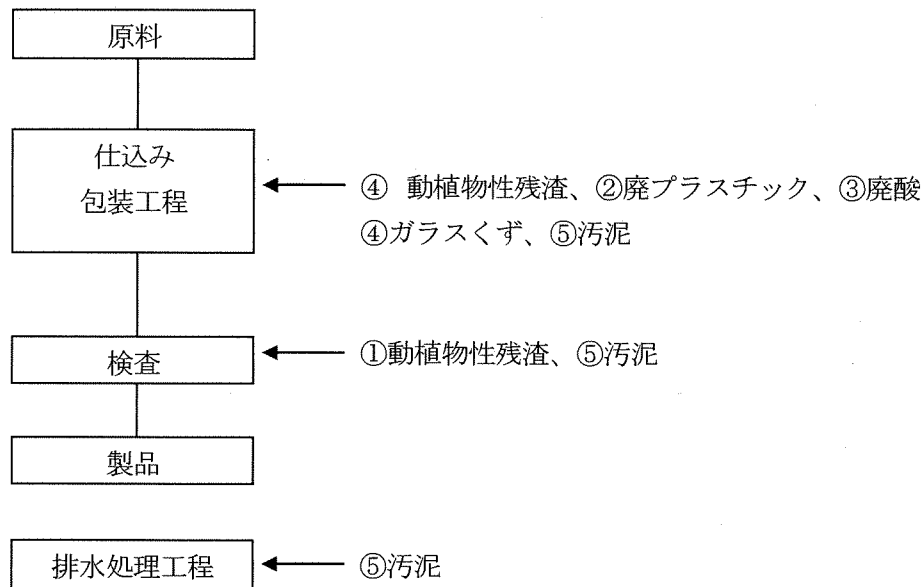 原料
仕込み
包装工程
④ 動植物性残渣、②廃プラスチック、③廃酸
④ガラスくず、⑤汚泥
検査
①動植物性残渣、⑤汚泥
製品
排水処理工程
⑤汚泥